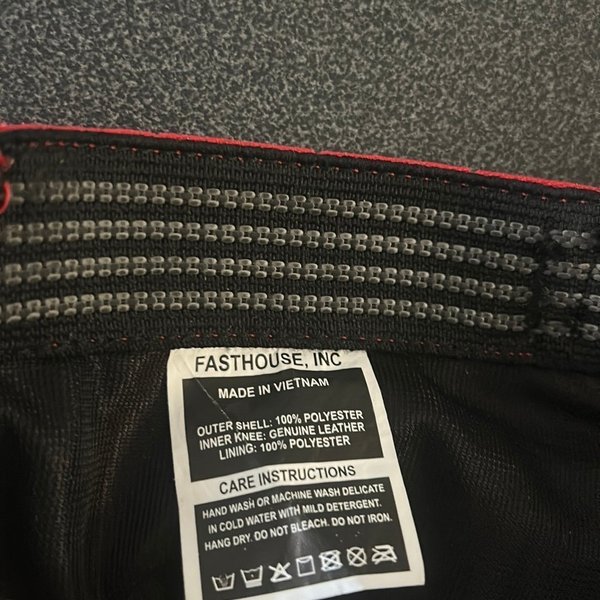 FASTHOUSE, INC
MADE IN VIETNAM
OUTER SHELL: 100% POLYESTER
INNER KNEE: GENUINE LEATHER
LINING: 100% POLYESTER
CARE INSTRUCTIONS
HAND WASH OR MACHINE WASH DELICATE
IN COLD WATER WITH MILD DETERGENT.
HANG DRY. DO NOT BLEACH. DO NOT IRON.